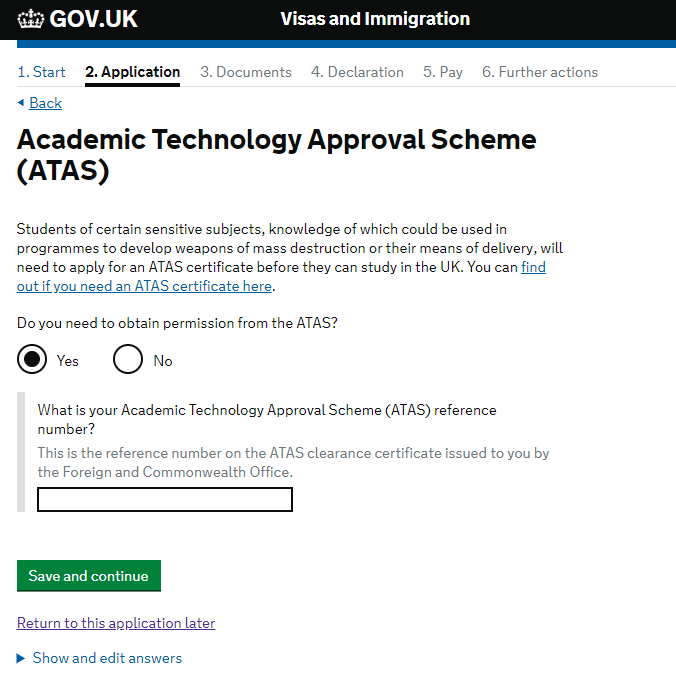 GOV.UK Visas and Immigration
1. Start 2. Application 3. Documents 4. Declaration 5. Pay 6. Further actions
Back
Academic Technology Approval Scheme
(ATAS)
Students of certain sensitive subjects, knowledge of which could be used in
programmes to develop weapons of mass destruction or their means of delivery, will
need to apply for an ATAS certificate before they can study in the UK. You can find
out if you need an ATAS certificate here.
Do you need to obtain permission from the ATAS?
Yes No
What is your Academic Technology Approval Scheme (ATAS) reference
number?
This is the reference number on the ATAS clearance certificate issued to you by
the Foreign and Commonwealth Office.
Save and continue
Return to this application later
Show and edit answers